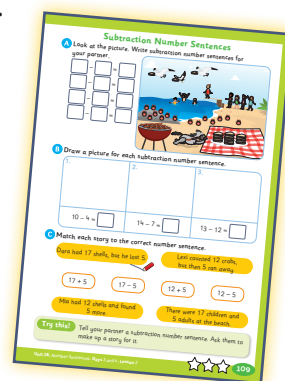 Subtraction Number Sentences
A Look at the picture. Write subtraction number sentences for
your partner.
- =
- =
- =
- =
B Draw a picture for each subtraction number sentence.
1. 2. 3.
10 – 4 = 14 – 7 = 13 – 12 =
C Match each story to the correct number sentence.
Dara had 17 shells, but he lost 5.
Lexi counted 12 crabs,
but then 5 ran away.
17 + 5 17 – 5 12 + 5 12 – 5
Mia had 12 shells and found
5 more.
There were 17 children and
5 adults at the beach.
Try this! Tell your partner a subtraction number sentence. Ask them to
make up a story for it.
109